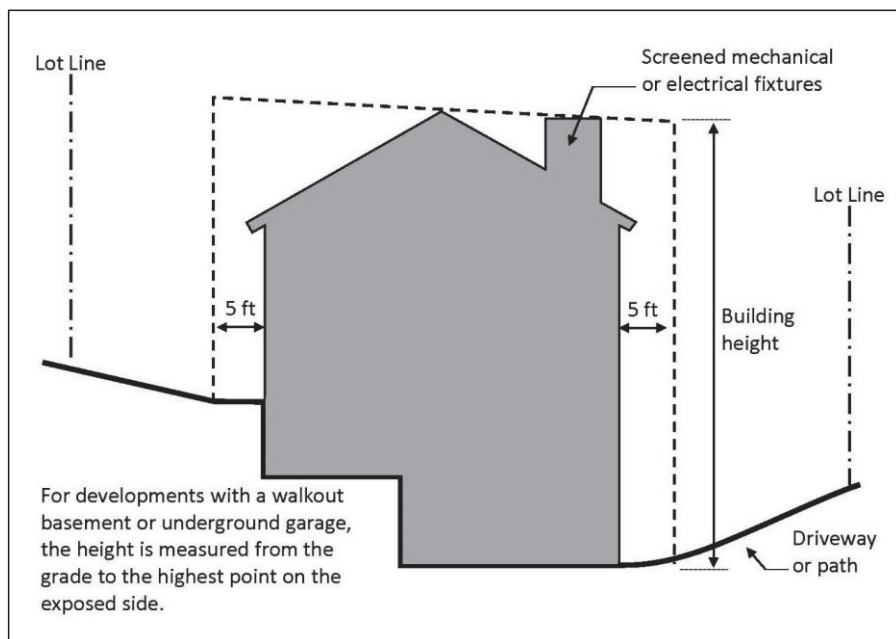 Screened mechanical
or electrical fixtures
Lot Line
Lot Line
5 ft
5 ft
Building
height
For developments with a walkout
basement or underground garage,
the height is measured from the
grade to the highest point on the
exposed side.
Driveway
or path